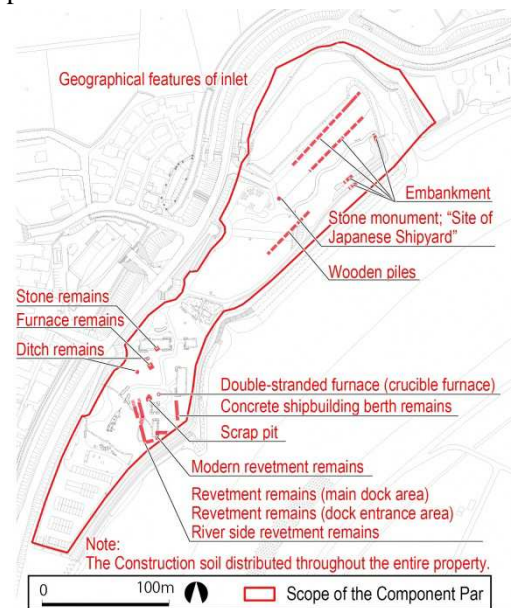 Geographical features of inlet
Embankment
Stone monument; “Site of
Japanese Shipyard”
Wooden piles
Stone remains
Furnace remains
Ditch remains
Double-stranded furnace (crucible furnace)
Concrete shipbuilding berth remains
Scrap pit
Modern revetment remains
Revetment remains (main dock area)
Revetment remains (dock entrance area)
River side revetment remains
Note:
The Construction soil distributed throughout the entire property.
0 100m Scope of the Component Par